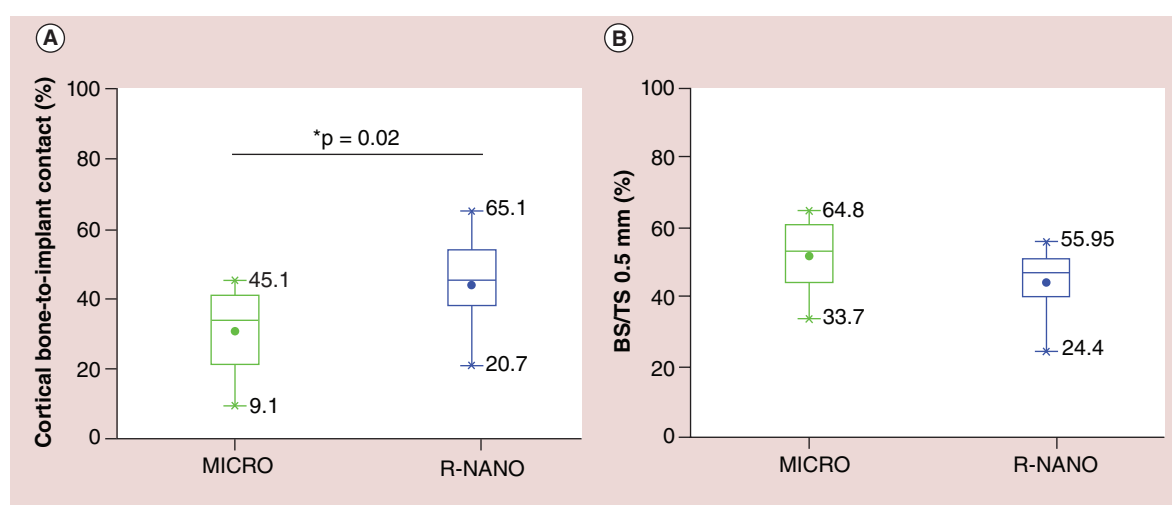 A
Cortical bone-to-implant contact (%)
100
80
60
40
20
0
*p = 0.02
45.1
9.1
65.1
20.7
MICRO
R-NANO
B
BS/TS 0.5 mm (%)
100
80
60
40
20
0
64.8
33.7
55.95
24.4
MICRO
R-NANO